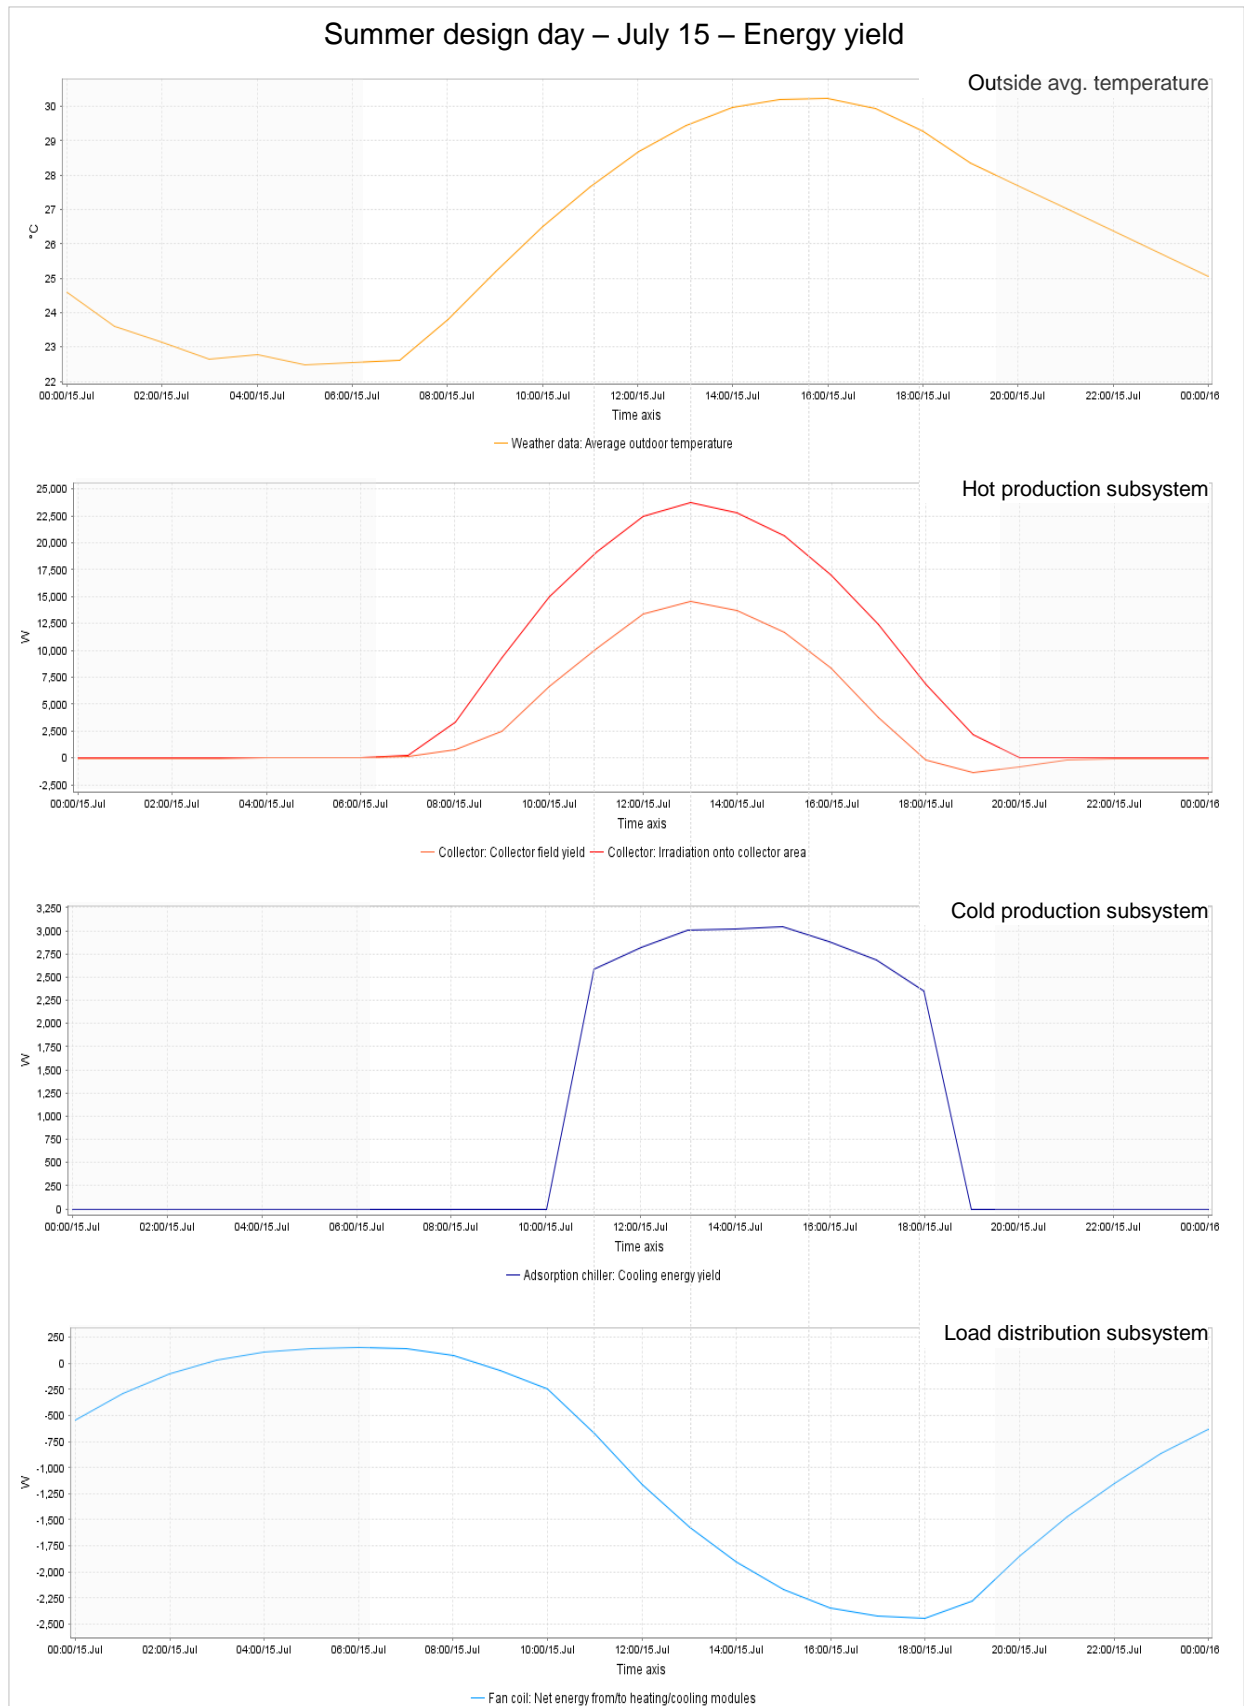 Summer design day – July 15 – Energy yield
Outside avg. temperature
30
29
28
27
26
25
24
23
22
°C
00:00/15.Jul 02:00/15.Jul 04:00/15.Jul 06:00/15.Jul 08:00/15.Jul 10:00/15.Jul 12:00/15.Jul 14:00/15.Jul 16:00/15.Jul 18:00/15.Jul 20:00/15.Jul 22:00/15.Jul 00:00/16
Time axis
Weather data: Average outdoor temperature
Hot production subsystem
25,000
22,500
20,000
17,500
15,000
12,500
10,000
7,500
5,000
2,500
0
-2,500
W
00:00/15.Jul 02:00/15.Jul 04:00/15.Jul 06:00/15.Jul 08:00/15.Jul 10:00/15.Jul 12:00/15.Jul 14:00/15.Jul 16:00/15.Jul 18:00/15.Jul 20:00/15.Jul 22:00/15.Jul 00:00/16
Time axis
Collector: Collector field yield Collector: Irradiation onto collector area
Cold production subsystem
3,250
3,000
2,750
2,500
2,250
2,000
1,750
1,500
1,250
1,000
750
500
250
0
W
00:00/15.Jul 02:00/15.Jul 04:00/15.Jul 06:00/15.Jul 08:00/15.Jul 10:00/15.Jul 12:00/15.Jul 14:00/15.Jul 16:00/15.Jul 18:00/15.Jul 20:00/15.Jul 22:00/15.Jul 00:00/16
Time axis
Adsorption chiller: Cooling energy yield
Load distribution subsystem
250
0
-250
-500
-750
-1,000
-1,250
-1,500
-1,750
-2,000
-2,250
-2,500
W
00:00/15.Jul 02:00/15.Jul 04:00/15.Jul 06:00/15.Jul 08:00/15.Jul 10:00/15.Jul 12:00/15.Jul 14:00/15.Jul 16:00/15.Jul 18:00/15.Jul 20:00/15.Jul 22:00/15.Jul 00:00/16
Time axis
Fan coil: Net energy from/to heating/cooling modules